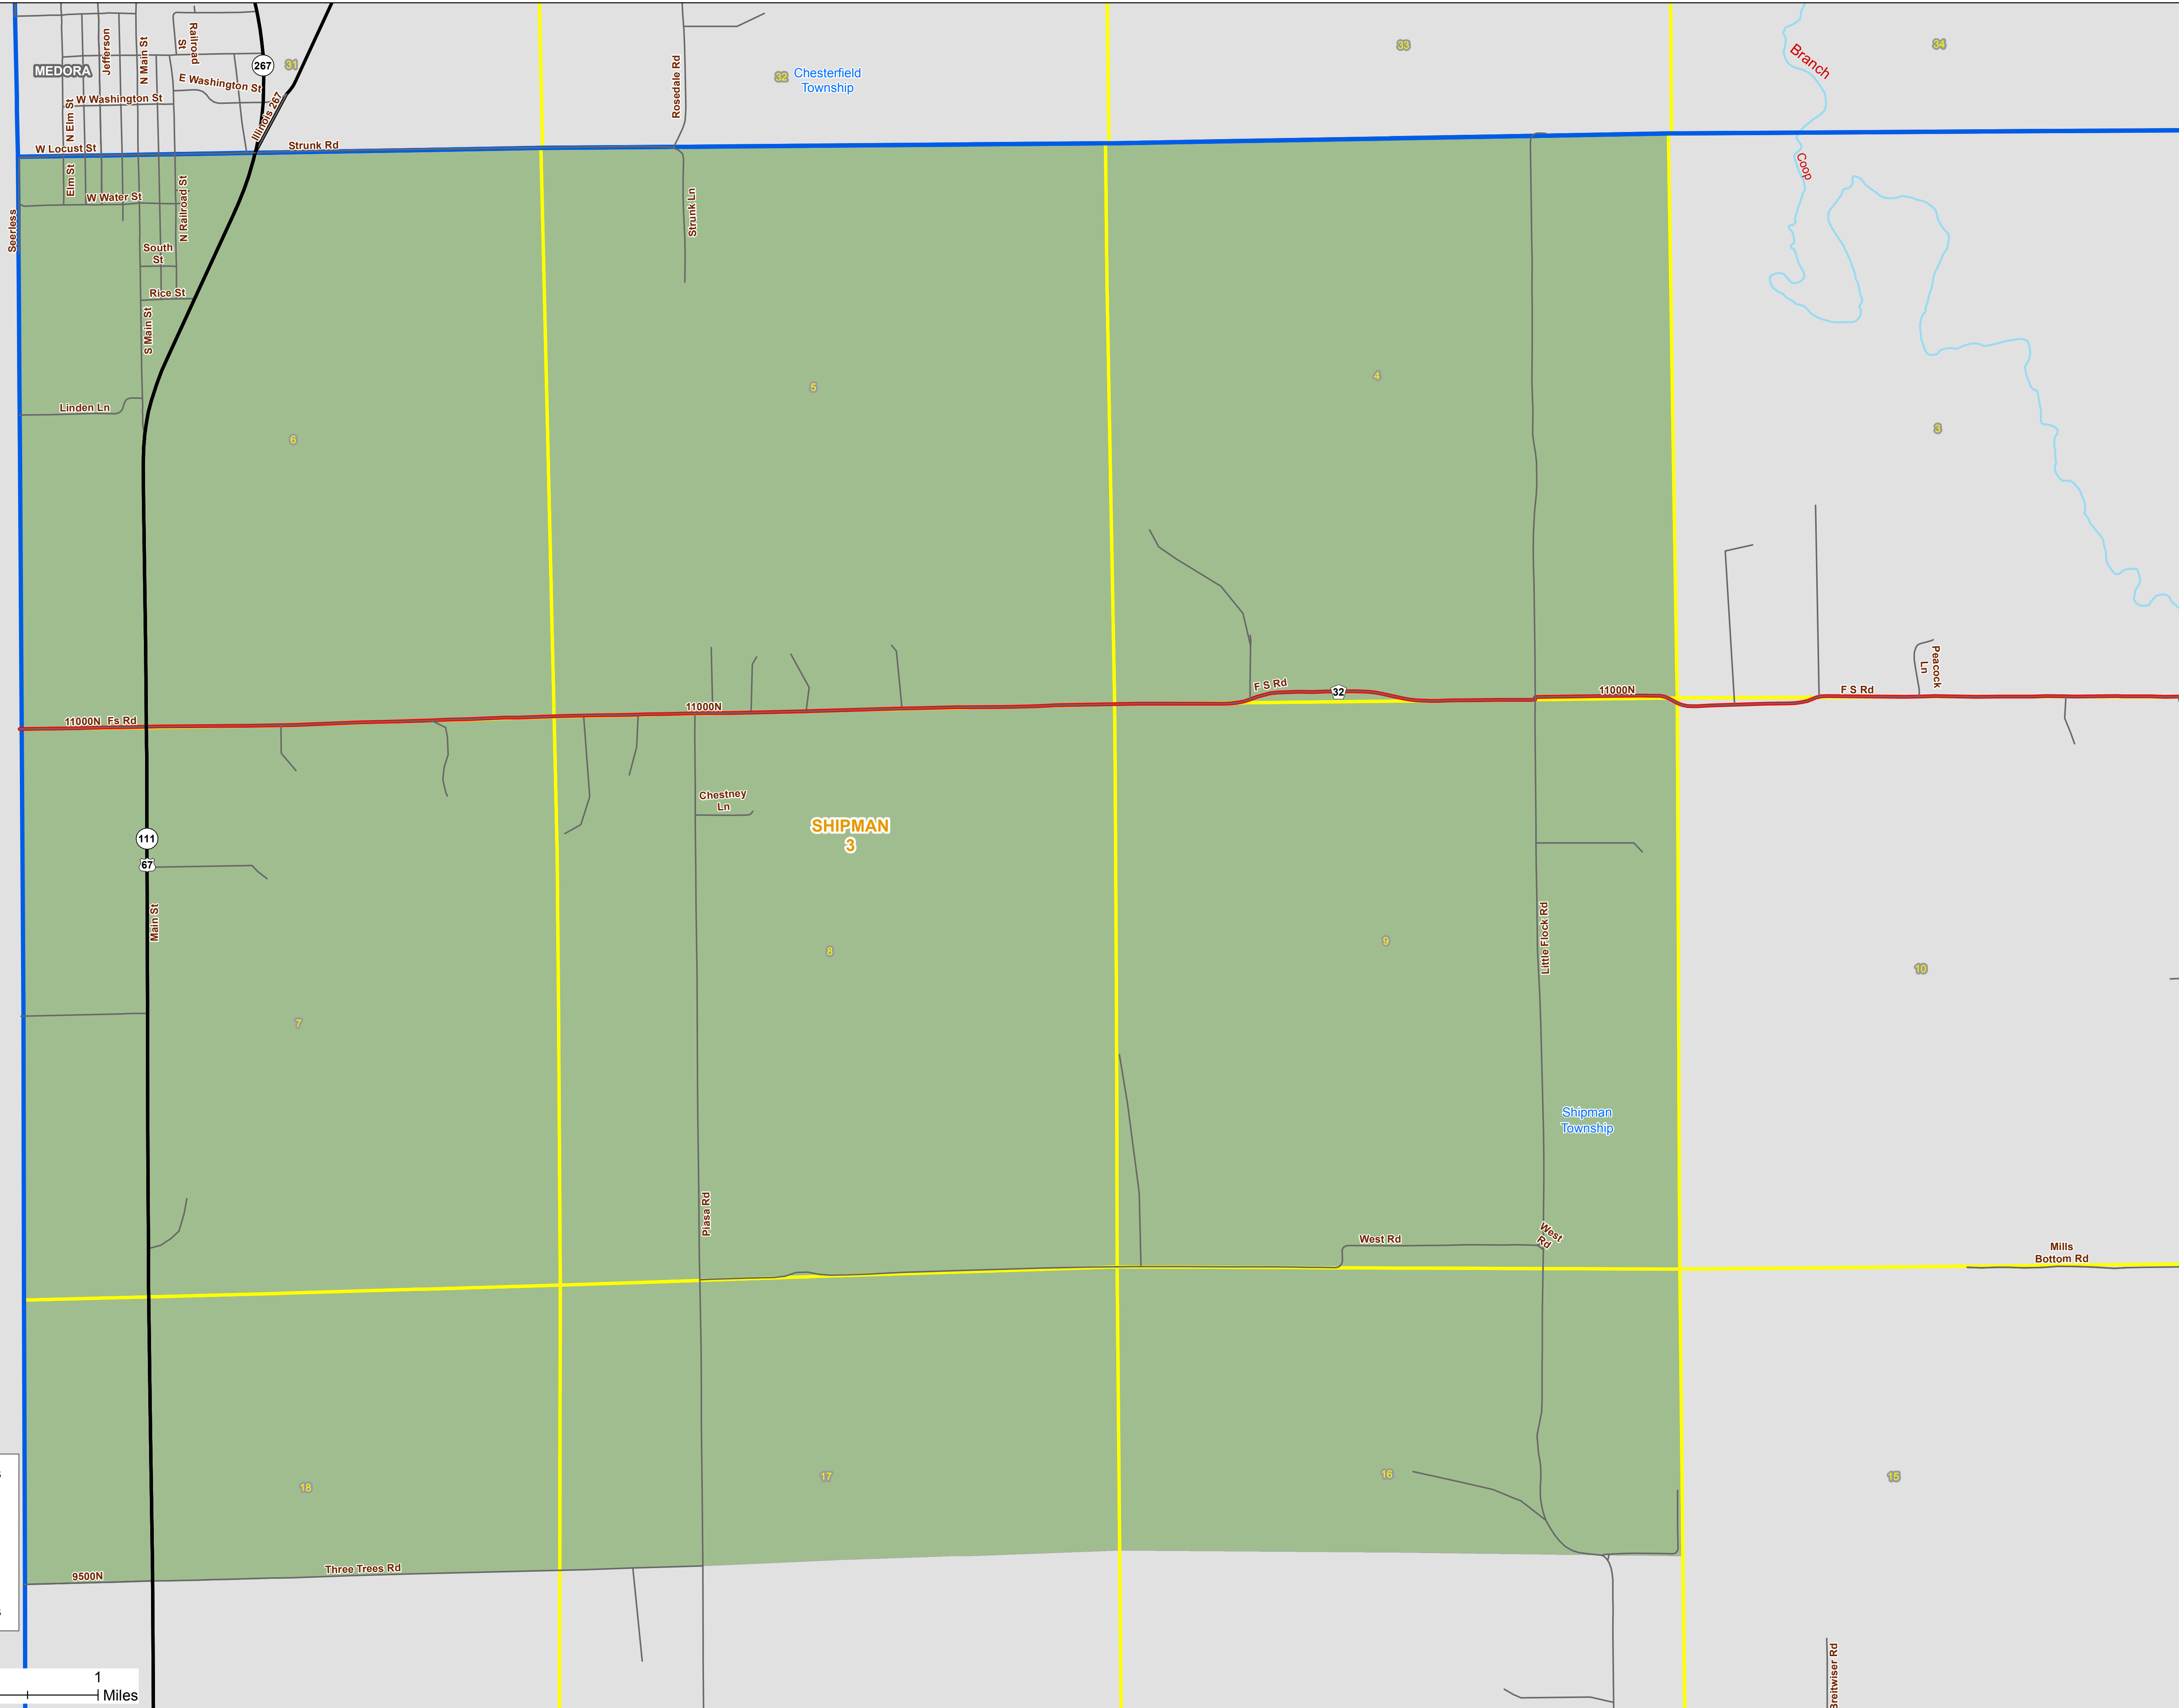 Jefferson
N Main St
Railroad
St
267
31
MEDORA
E Washington St
W Washington St
N Elm St
Illinois 267
Rosedale Rd
32
Chesterfield
Township
33
34
Branch
Coop
W Locust St
Strunk Rd
Elm St
W Water St
N Railroad St
Seerless
Strunk Ln
South
St
Rice St
S Main St
Linden Ln
6
5
4
3
Peacock
Ln
11000N
Fs Rd
11000N
F S Rd
32
11000N
F S Rd
Chestney
Ln
SHIPMAN
3
111
67
Main St
Little Flock Rd
7
8
9
10
Shipman
Township
Piasa Rd
West Rd
West
Rd
Mills
Bottom Rd
18
17
16
15
9500N
Three Trees Rd
Breitwiser Rd
1
Miles